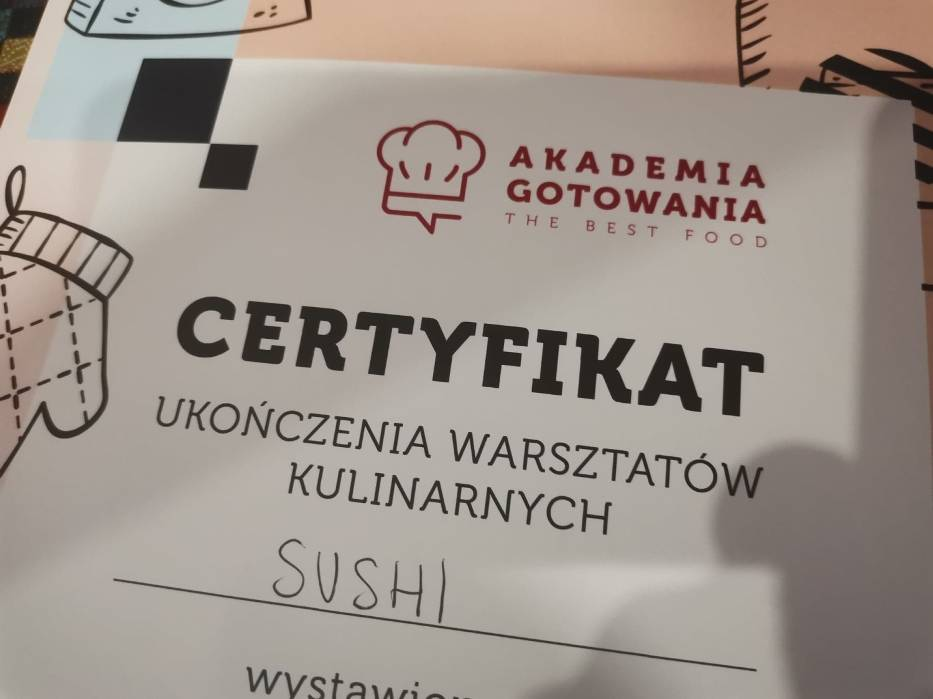 AKADEMIA
GOTOWANIA
THE BEST FOOD
CERTYFIKAT
UKOŃCZENIA WARSZTATÓW
KULINARNYCH
SUSHI